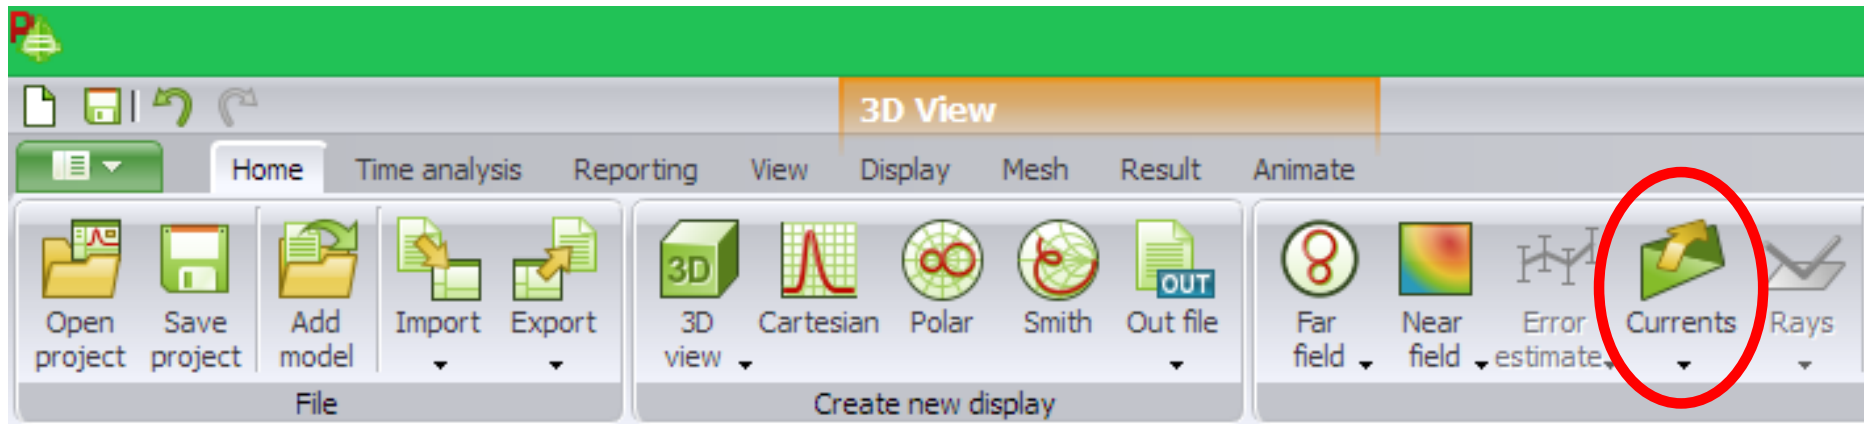 P
3D View
Home Time analysis Reporting View Display Mesh Result Animate
3D OUT
Open Save Add Import Export 3D Cartesian Polar Smith Out file Far Near Error Currents Rays
project project model view field field estimate
File Create new display